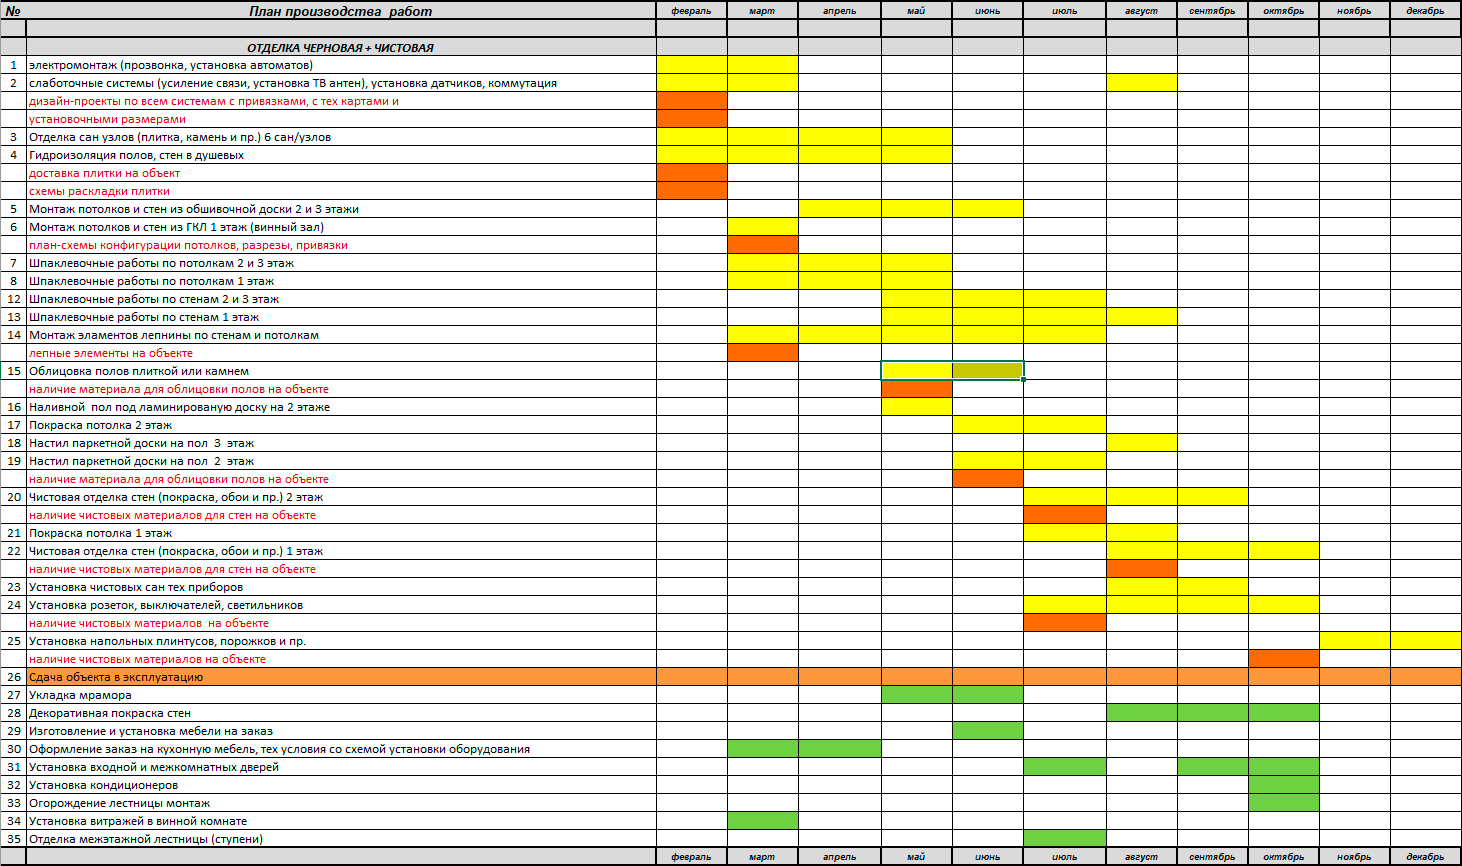 № План производства работ февраль март апрель май июнь июль август сентябрь октябрь ноябрь декабрь
ОТДЕЛКА ЧЕРНОВАЯ + ЧИСТОВАЯ
1 электромонтаж (прозвонка, установка автоматов)
2 слаботочные системы (усиление связи, установка ТВ антен), установка датчиков, коммутация
дизайн-проекты по всем системам с привязками, с тех картами и
установочными размерами
3 Отделка сан узлов (плитка, камень и пр.) 6 сан/узлов
4 Гидроизоляция полов, стен в душевых
доставка плитки на объект
схемы раскладки плитки
5 Монтаж потолков и стен из обшивочной доски 2 и 3 этажи
6 Монтаж потолков и стен из ГКЛ 1 этаж (винный зал)
план-схемы конфигурации потолков, разрезы, привязки
7 Шпаклевочные работы по потолкам 2 и 3 этаж
8 Шпаклевочные работы по потолкам 1 этаж
12 Шпаклевочные работы по стенам 2 и 3 этаж
13 Шпаклевочные работы по стенам 1 этаж
14 Монтаж эламентов лепнины по стенам и потолкам
лепные элементы на объекте
15 Облицовка полов плиткой или камнем
наличие материала для облицовки полов на объекте
16 Наливной пол под ламинированую доску на 2 этаже
17 Покраска потолка 2 этаж
18 Настил паркетной доски на пол 3 этаж
19 Настил паркетной доски на пол 2 этаж
наличие материала для облицовки полов на объекте
20 Чистовая отделка стен (покраска, обои и пр.) 2 этаж
наличие чистовых материалов для стен на объекте
21 Покраска потолка 1 этаж
22 Чистовая отделка стен (покраска, обои и пр.) 1 этаж
наличие чистовых материалов для стен на объекте
23 Установка чистовых сан тех приборов
24 Установка розеток, выключателей, светильников
наличие чистовых материалов на объекте
25 Установка напольных плинтусов, порожков и пр.
наличие чистовых материалов на объекте
26 Сдача объекта в эксплуатацию
27 Укладка мрамора
28 Декоративная покраска стен
29 Изготовление и установка мебели на заказ
30 Оформление заказ на кухонную мебель, тех условия со схемой установки оборудования
31 Установка входной и межкомнатных дверей
32 Установка кондиционеров
33 Огорождение лестницы монтаж
34 Установка витражей в винной комнате
35 Отделка межэтажной лестницы (ступени)
февраль март апрель май июнь июль август сентябрь октябрь ноябрь декабрь